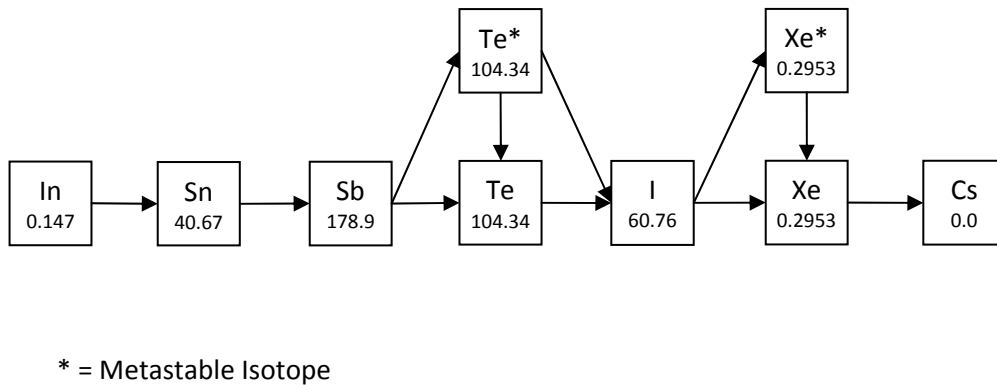 Te*
104.34
Xe*
0.2953
In
0.147
Sn
40.67
Sb
178.9
Te
104.34
I
60.76
Xe
0.2953
Cs
0.0
* = Metastable Isotope